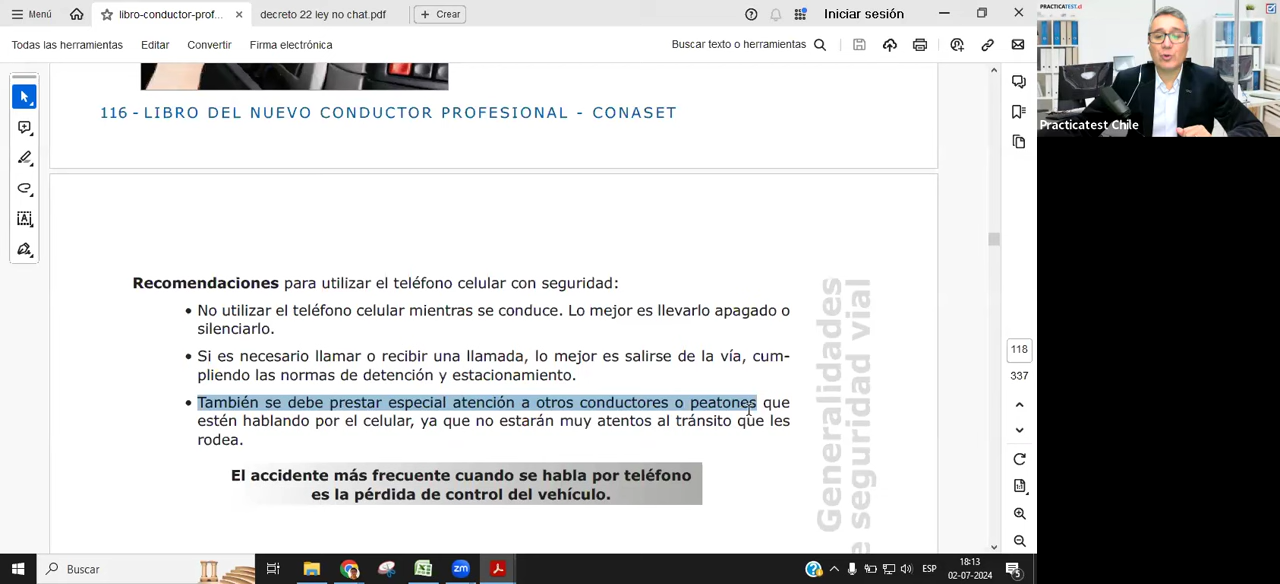 Menú
libro-conductor-prof...
decreto 22 ley no chat.pdf
Crear
Iniciar sesión
Todas las herramientas
Editar
Convertir
Firma electrónica
Buscar texto o herramientas
PRACTICATEST.cl
Practicatest Chile
116 - LIBRO DEL NUEVO CONDUCTOR PROFESIONAL - CONASET
Recomendaciones para utilizar el teléfono celular con seguridad:
• No utilizar el teléfono celular mientras se conduce. Lo mejor es llevarlo apagado o
silenciarlo.
• Si es necesario llamar o recibir una llamada, lo mejor es salirse de la vía, cum-
pliendo las normas de detención y estacionamiento.
• También se debe prestar especial atención a otros conductores o peatones que
estén hablando por el celular, ya que no estarán muy atentos al tránsito que les
rodea.
El accidente más frecuente cuando se habla por teléfono
es la pérdida de control del vehículo.
Generalidades
e seguridad vial
118
337
Buscar
zm
ESP
18:13
02-07-2024
5